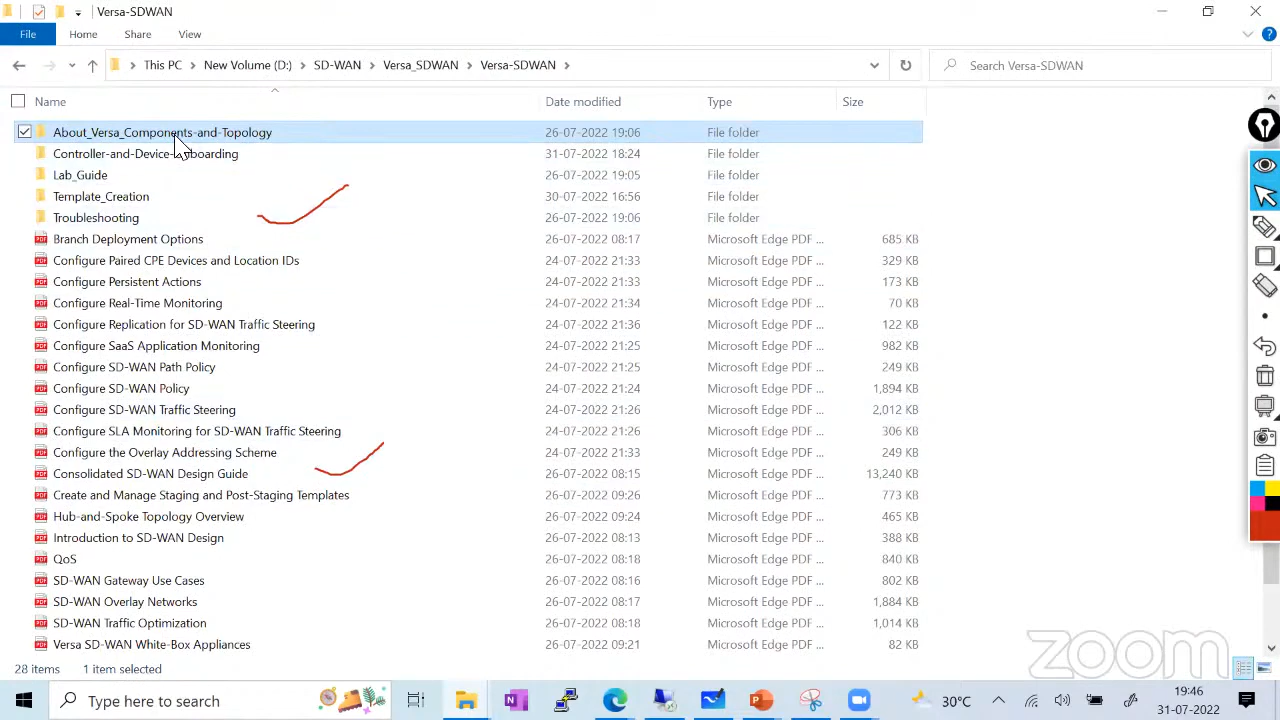 Versa-SDWAN
File Home Share View
This PC New Volume (D:) SD-WAN Versa_SDWAN Versa-SDWAN Search Versa-SDWAN
Name Date modified Type Size
About_Versa_Components-and-Topology 26-07-2022 19:06 File folder
Controller-and-Device-Onboarding 31-07-2022 18:24 File folder
Lab_Guide 26-07-2022 19:05 File folder
Template_Creation 30-07-2022 16:56 File folder
Troubleshooting 26-07-2022 19:06 File folder
Branch Deployment Options 26-07-2022 08:17 Microsoft Edge PDF ... 685 KB
Configure Paired CPE Devices and Location IDs 24-07-2022 21:33 Microsoft Edge PDF ... 329 KB
Configure Persistent Actions 24-07-2022 21:33 Microsoft Edge PDF ... 173 KB
Configure Real-Time Monitoring 24-07-2022 21:34 Microsoft Edge PDF ... 70 KB
Configure Replication for SD-WAN Traffic Steering 24-07-2022 21:36 Microsoft Edge PDF ... 122 KB
Configure SaaS Application Monitoring 24-07-2022 21:25 Microsoft Edge PDF ... 982 KB
Configure SD-WAN Path Policy 24-07-2022 21:25 Microsoft Edge PDF ... 249 KB
Configure SD-WAN Policy 24-07-2022 21:24 Microsoft Edge PDF ... 1,894 KB
Configure SD-WAN Traffic Steering 24-07-2022 21:26 Microsoft Edge PDF ... 2,012 KB
Configure SLA Monitoring for SD-WAN Traffic Steering 24-07-2022 21:26 Microsoft Edge PDF ... 306 KB
Configure the Overlay Addressing Scheme 24-07-2022 21:33 Microsoft Edge PDF ... 249 KB
Consolidated SD-WAN Design Guide 26-07-2022 08:15 Microsoft Edge PDF ... 13,240 KB
Create and Manage Staging and Post-Staging Templates 26-07-2022 09:26 Microsoft Edge PDF ... 773 KB
Hub-and-Spoke Topology Overview 26-07-2022 09:24 Microsoft Edge PDF ... 465 KB
Introduction to SD-WAN Design 26-07-2022 08:13 Microsoft Edge PDF ... 388 KB
QoS 26-07-2022 08:18 Microsoft Edge PDF ... 840 KB
SD-WAN Gateway Use Cases 26-07-2022 08:16 Microsoft Edge PDF ... 802 KB
SD-WAN Overlay Networks 26-07-2022 08:17 Microsoft Edge PDF ... 1,884 KB
SD-WAN Traffic Optimization 26-07-2022 08:18 Microsoft Edge PDF ... 1,014 KB
Versa SD-WAN White-Box Appliances 26-07-2022 09:21 Microsoft Edge PDF ... 82 KB
zoom
28 items 1 item selected
Type here to search 30°C 19:46
31-07-2022